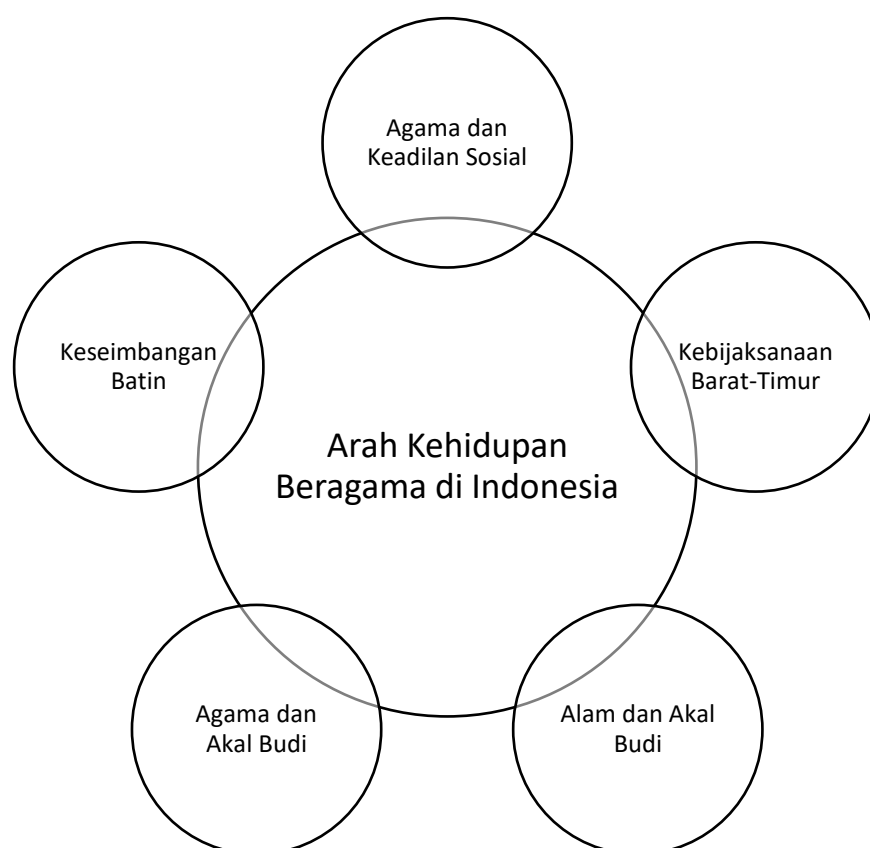 Agama dan
Keadilan Sosial
Keseimbangan
Batin
Kebijaksanaan
Barat-Timur
Arah Kehidupan
Beragama di Indonesia
Agama dan
Akal Budi
Alam dan Akal
Budi